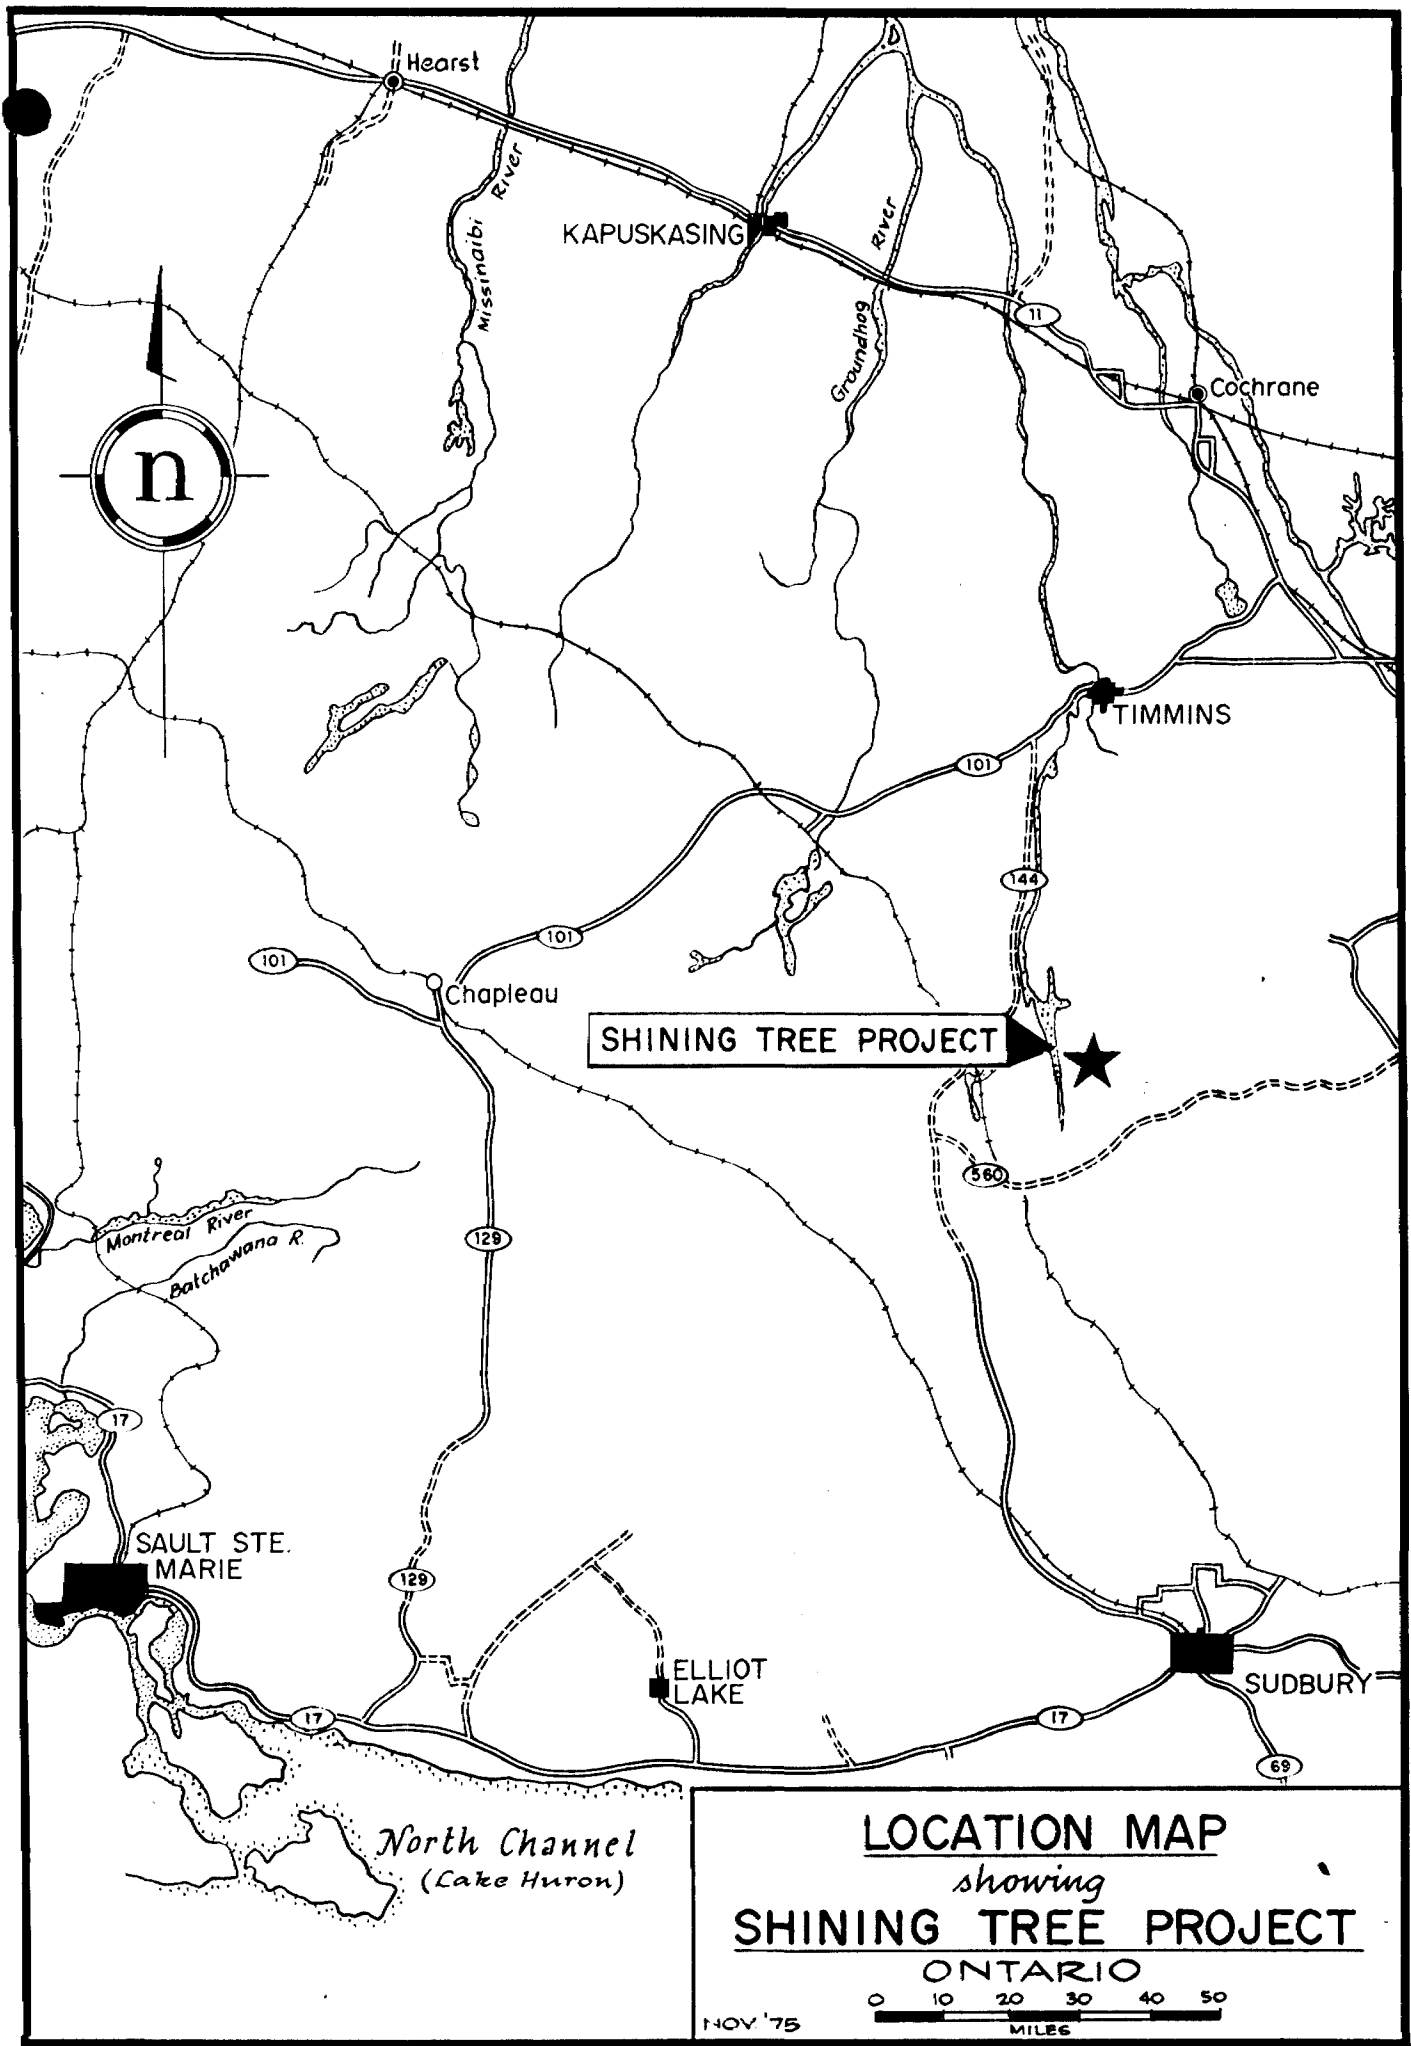 Hearst
Missinaibi River
KAPUSKASING
Groundhog River
11
Cochrane
n
TIMMINS
101
144
101
101
Chapleau
SHINING TREE PROJECT
560
Montreal River
Batchawana R.
129
17
SAULT STE.
MARIE
129
ELLIOT
LAKE
SUDBURY
17
17
69
North Channel
(Lake Huron)
LOCATION MAP
showing
SHINING TREE PROJECT
ONTARIO
0 10 20 30 40 50
MILES
NOV. '75